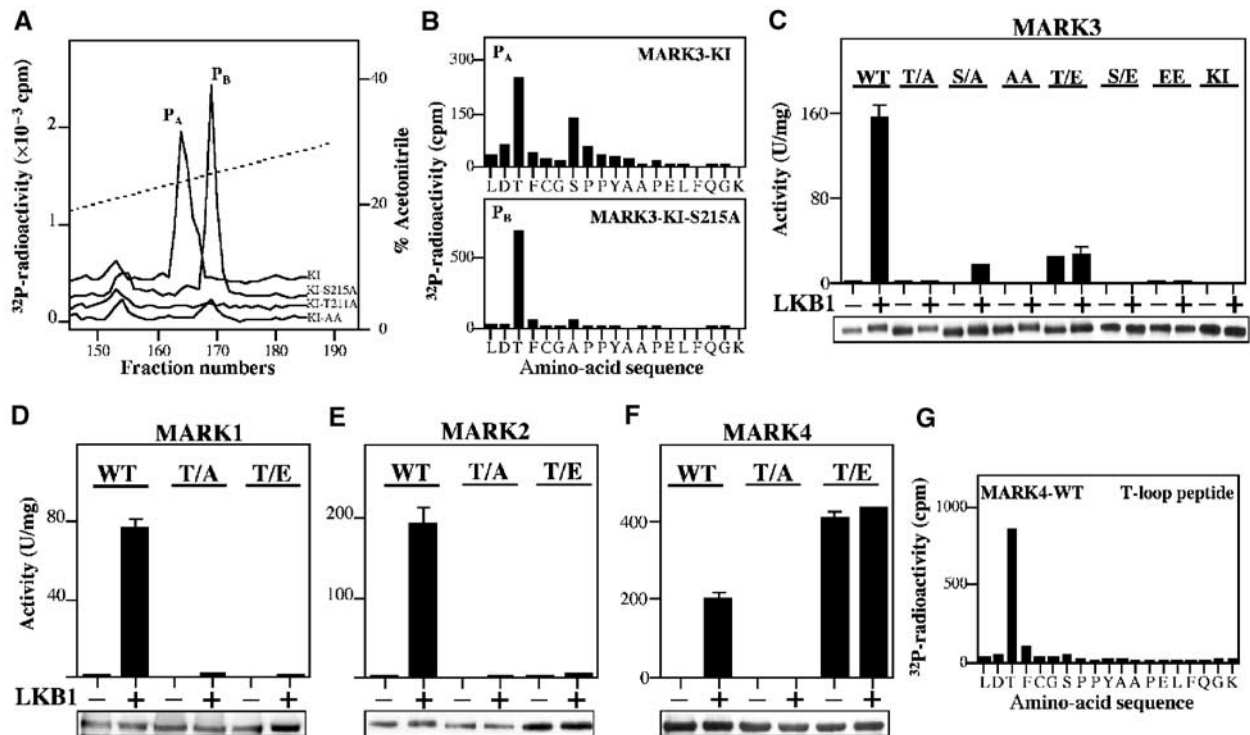 A
³²P-radioactivity (×10⁻³ cpm)
2
1
0
P_A
P_B
KI
KI-S215A
KI-T211A
KI-AA
40
20
0
% Acetonitrile
150 160 170 180 190
Fraction numbers
B
P_A
MARK3-KI
300
150
0
L D T F C G S P P Y A A P E L F Q G K
P_B
MARK3-KI-S215A
500
0
L D T F C G A P P Y A A P E L F Q G K
³²P-radioactivity (cpm)
Amino-acid sequence
C
MARK3
WT T/A S/A AA T/E S/E EE KI
160
80
0
Activity (U/mg)
LKB1 − + − + − + − + − + − + − + − +
D
MARK1
WT T/A T/E
80
40
Activity (U/mg)
LKB1 − + − + − +
E
MARK2
WT T/A T/E
200
100
− + − + − +
F
MARK4
WT T/A T/E
400
200
0
− + − + − +
G
MARK4-WT T-loop peptide
1000
500
0
³²P-radioactivity (cpm)
L D T F C G S P P Y A A P E L F Q G K
Amino-acid sequence